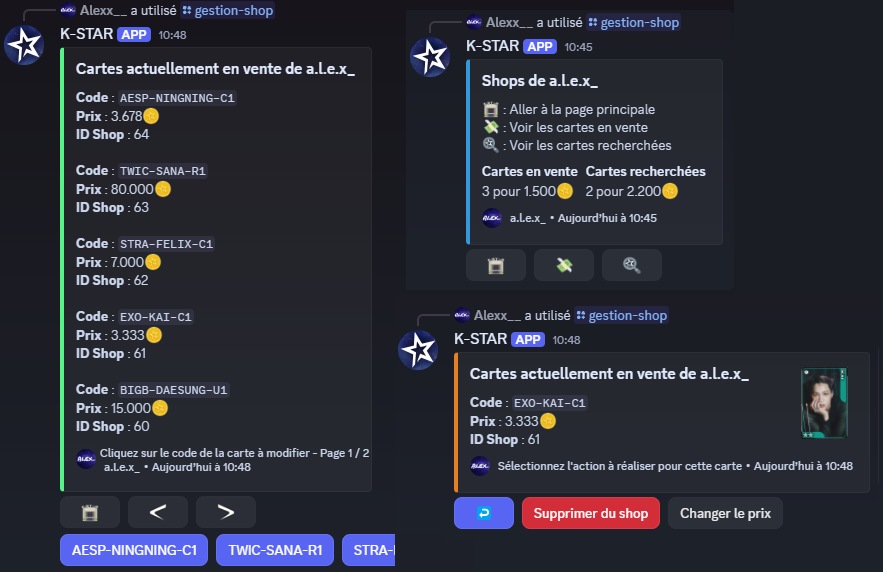 Alexx__ a utilisé gestion-shop
K-STAR APP 10:48
Cartes actuellement en vente de a.l.e.x_
Code : AESP-NINGNING-C1
Prix : 3.678
ID Shop : 64
Code : TWIC-SANA-R1
Prix : 80.000
ID Shop : 63
Code : STRA-FELIX-C1
Prix : 7.000
ID Shop : 62
Code : EXO-KAI-C1
Prix : 3.333
ID Shop : 61
Code : BIGB-DAESUNG-U1
Prix : 15.000
ID Shop : 60
Cliquez sur le code de la carte à modifier - Page 1 / 2
a.l.e.x_ • Aujourd'hui à 10:48
AESP-NINGNING-C1 TWIC-SANA-R1 STRA-
Alexx__ a utilisé gestion-shop
K-STAR APP 10:45
Shops de a.l.e.x_
: Aller à la page principale
: Voir les cartes en vente
: Voir les cartes recherchées
Cartes en vente Cartes recherchées
3 pour 1.500 2 pour 2.200
a.l.e.x_ • Aujourd'hui à 10:45
Alexx__ a utilisé gestion-shop
K-STAR APP 10:48
Cartes actuellement en vente de a.l.e.x_
Code : EXO-KAI-C1
Prix : 3.333
ID Shop : 61
Sélectionnez l'action à réaliser pour cette carte • Aujourd'hui à 10:48
Supprimer du shop Changer le prix